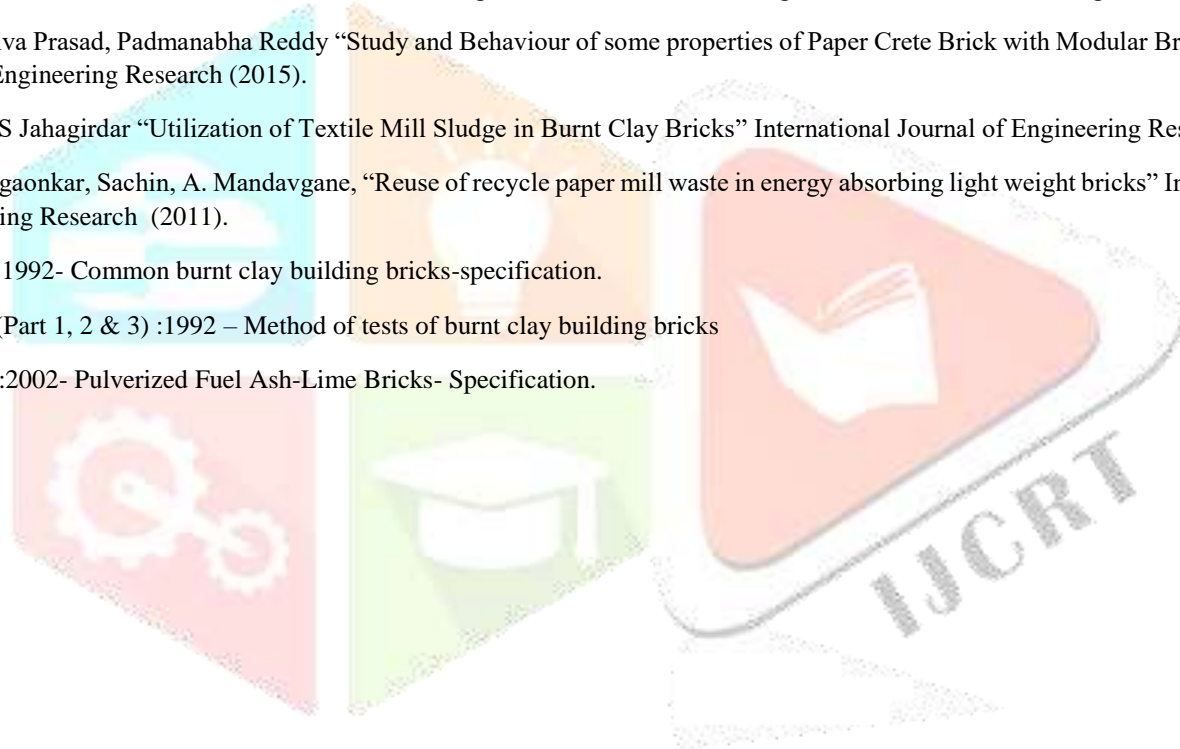 iva Prasad, Padmanabha Reddy “Study and Behaviour of some properties of Paper Crete Brick with Modular Br
Engineering Research (2015).
S Jahagirdar “Utilization of Textile Mill Sludge in Burnt Clay Bricks” International Journal of Engineering Res
gaonkar, Sachin, A. Mandavgane, “Reuse of recycle paper mill waste in energy absorbing light weight bricks” In
ing Research (2011).
1992- Common burnt clay building bricks-specification.
(Part 1, 2 & 3) :1992 – Method of tests of burnt clay building bricks
:2002- Pulverized Fuel Ash-Lime Bricks- Specification.
IJCRT